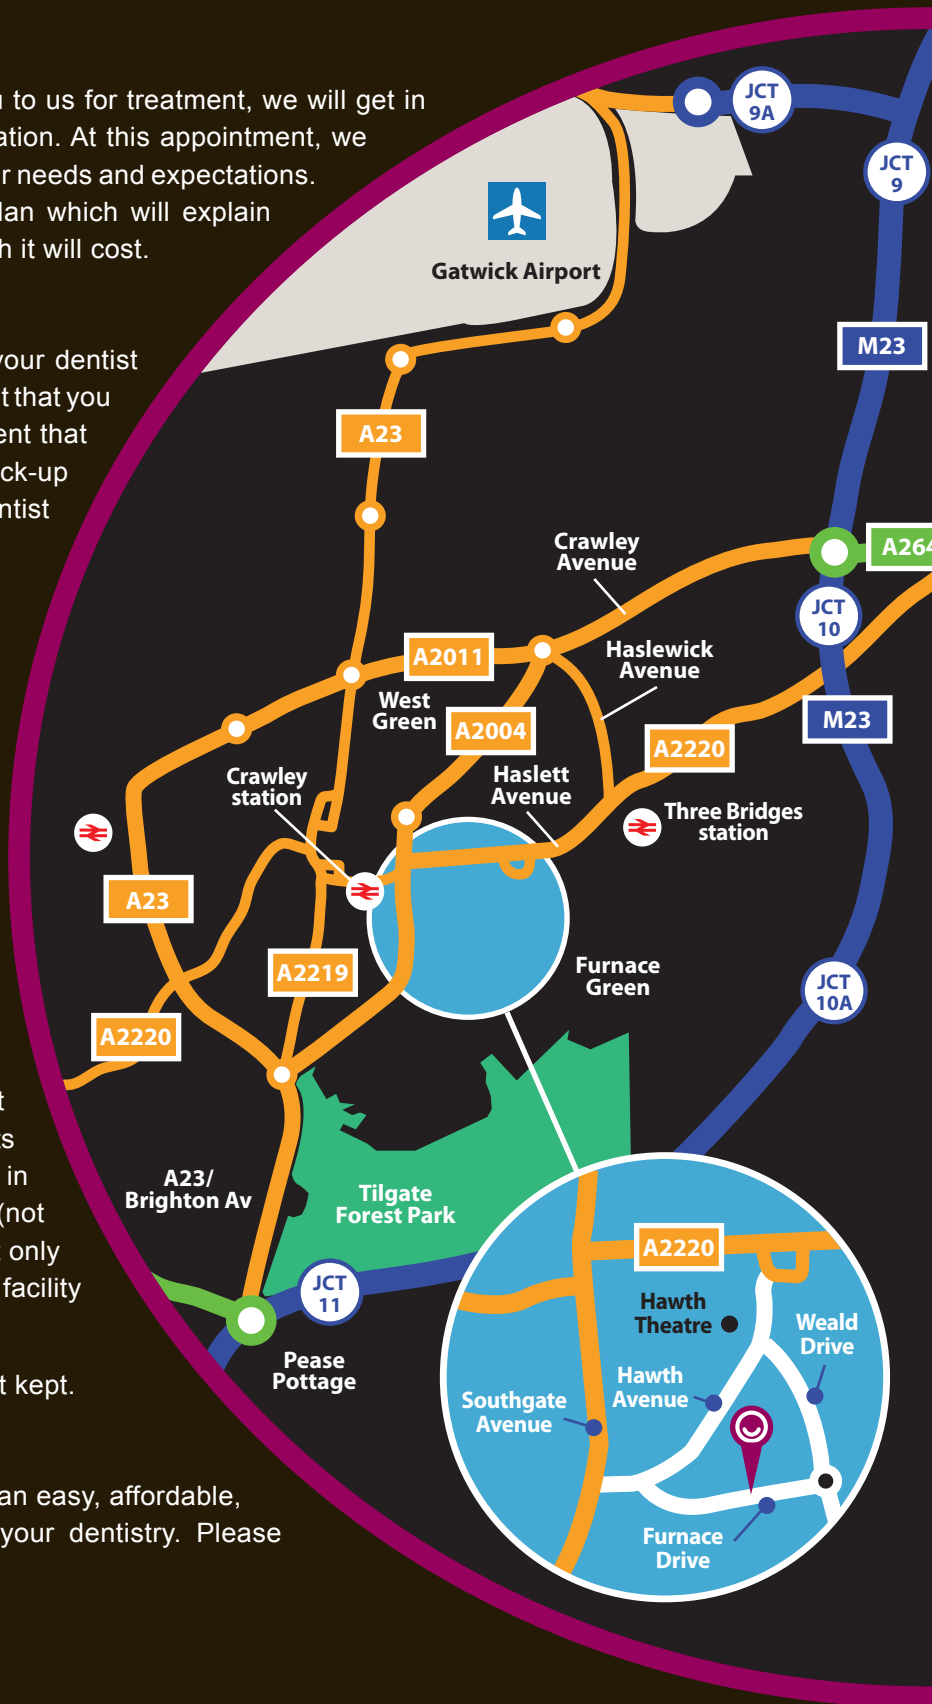 to us for treatment, we will get in
ation. At this appointment, we
r needs and expectations.
lan which will explain
h it will cost.
your dentist
t that you
ent that
ck-up
ntist
t
ts
in
(not
only
facility
t kept.
an easy, affordable,
your dentistry. Please
JCT
9A
JCT
9
Gatwick Airport
M23
A23
Crawley
Avenue
A264
JCT
10
A2011
Haslewick
Avenue
West
Green
A2004
M23
A2220
Crawley
station
Haslett
Avenue
Three Bridges
station
A23
A2219
Furnace
Green
JCT
10A
A2220
A23/
Brighton Av
Tilgate
Forest Park
JCT
11
Pease
Pottage
A2220
Hawth
Theatre
Weald
Drive
Hawth
Avenue
Southgate
Avenue
Furnace
Drive